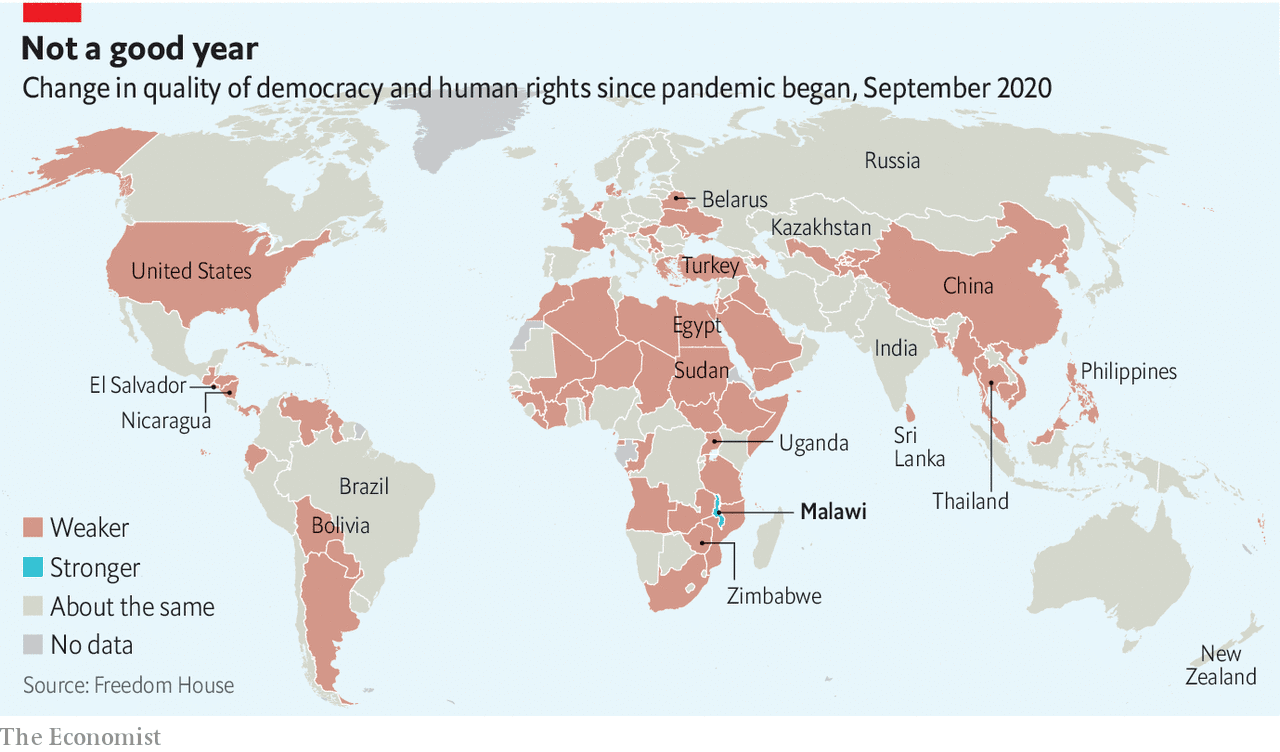 Not a good year
Change in quality of democracy and human rights since pandemic began, September 2020
Russia
Belarus
Kazakhstan
United States
Turkey
China
Egypt
India
Sudan
Philippines
El Salvador
Nicaragua
Uganda
Sri
Lanka
Brazil
Thailand
Malawi
Bolivia
Zimbabwe
New
Zealand
Weaker
Stronger
About the same
No data
Source: Freedom House
The Economist